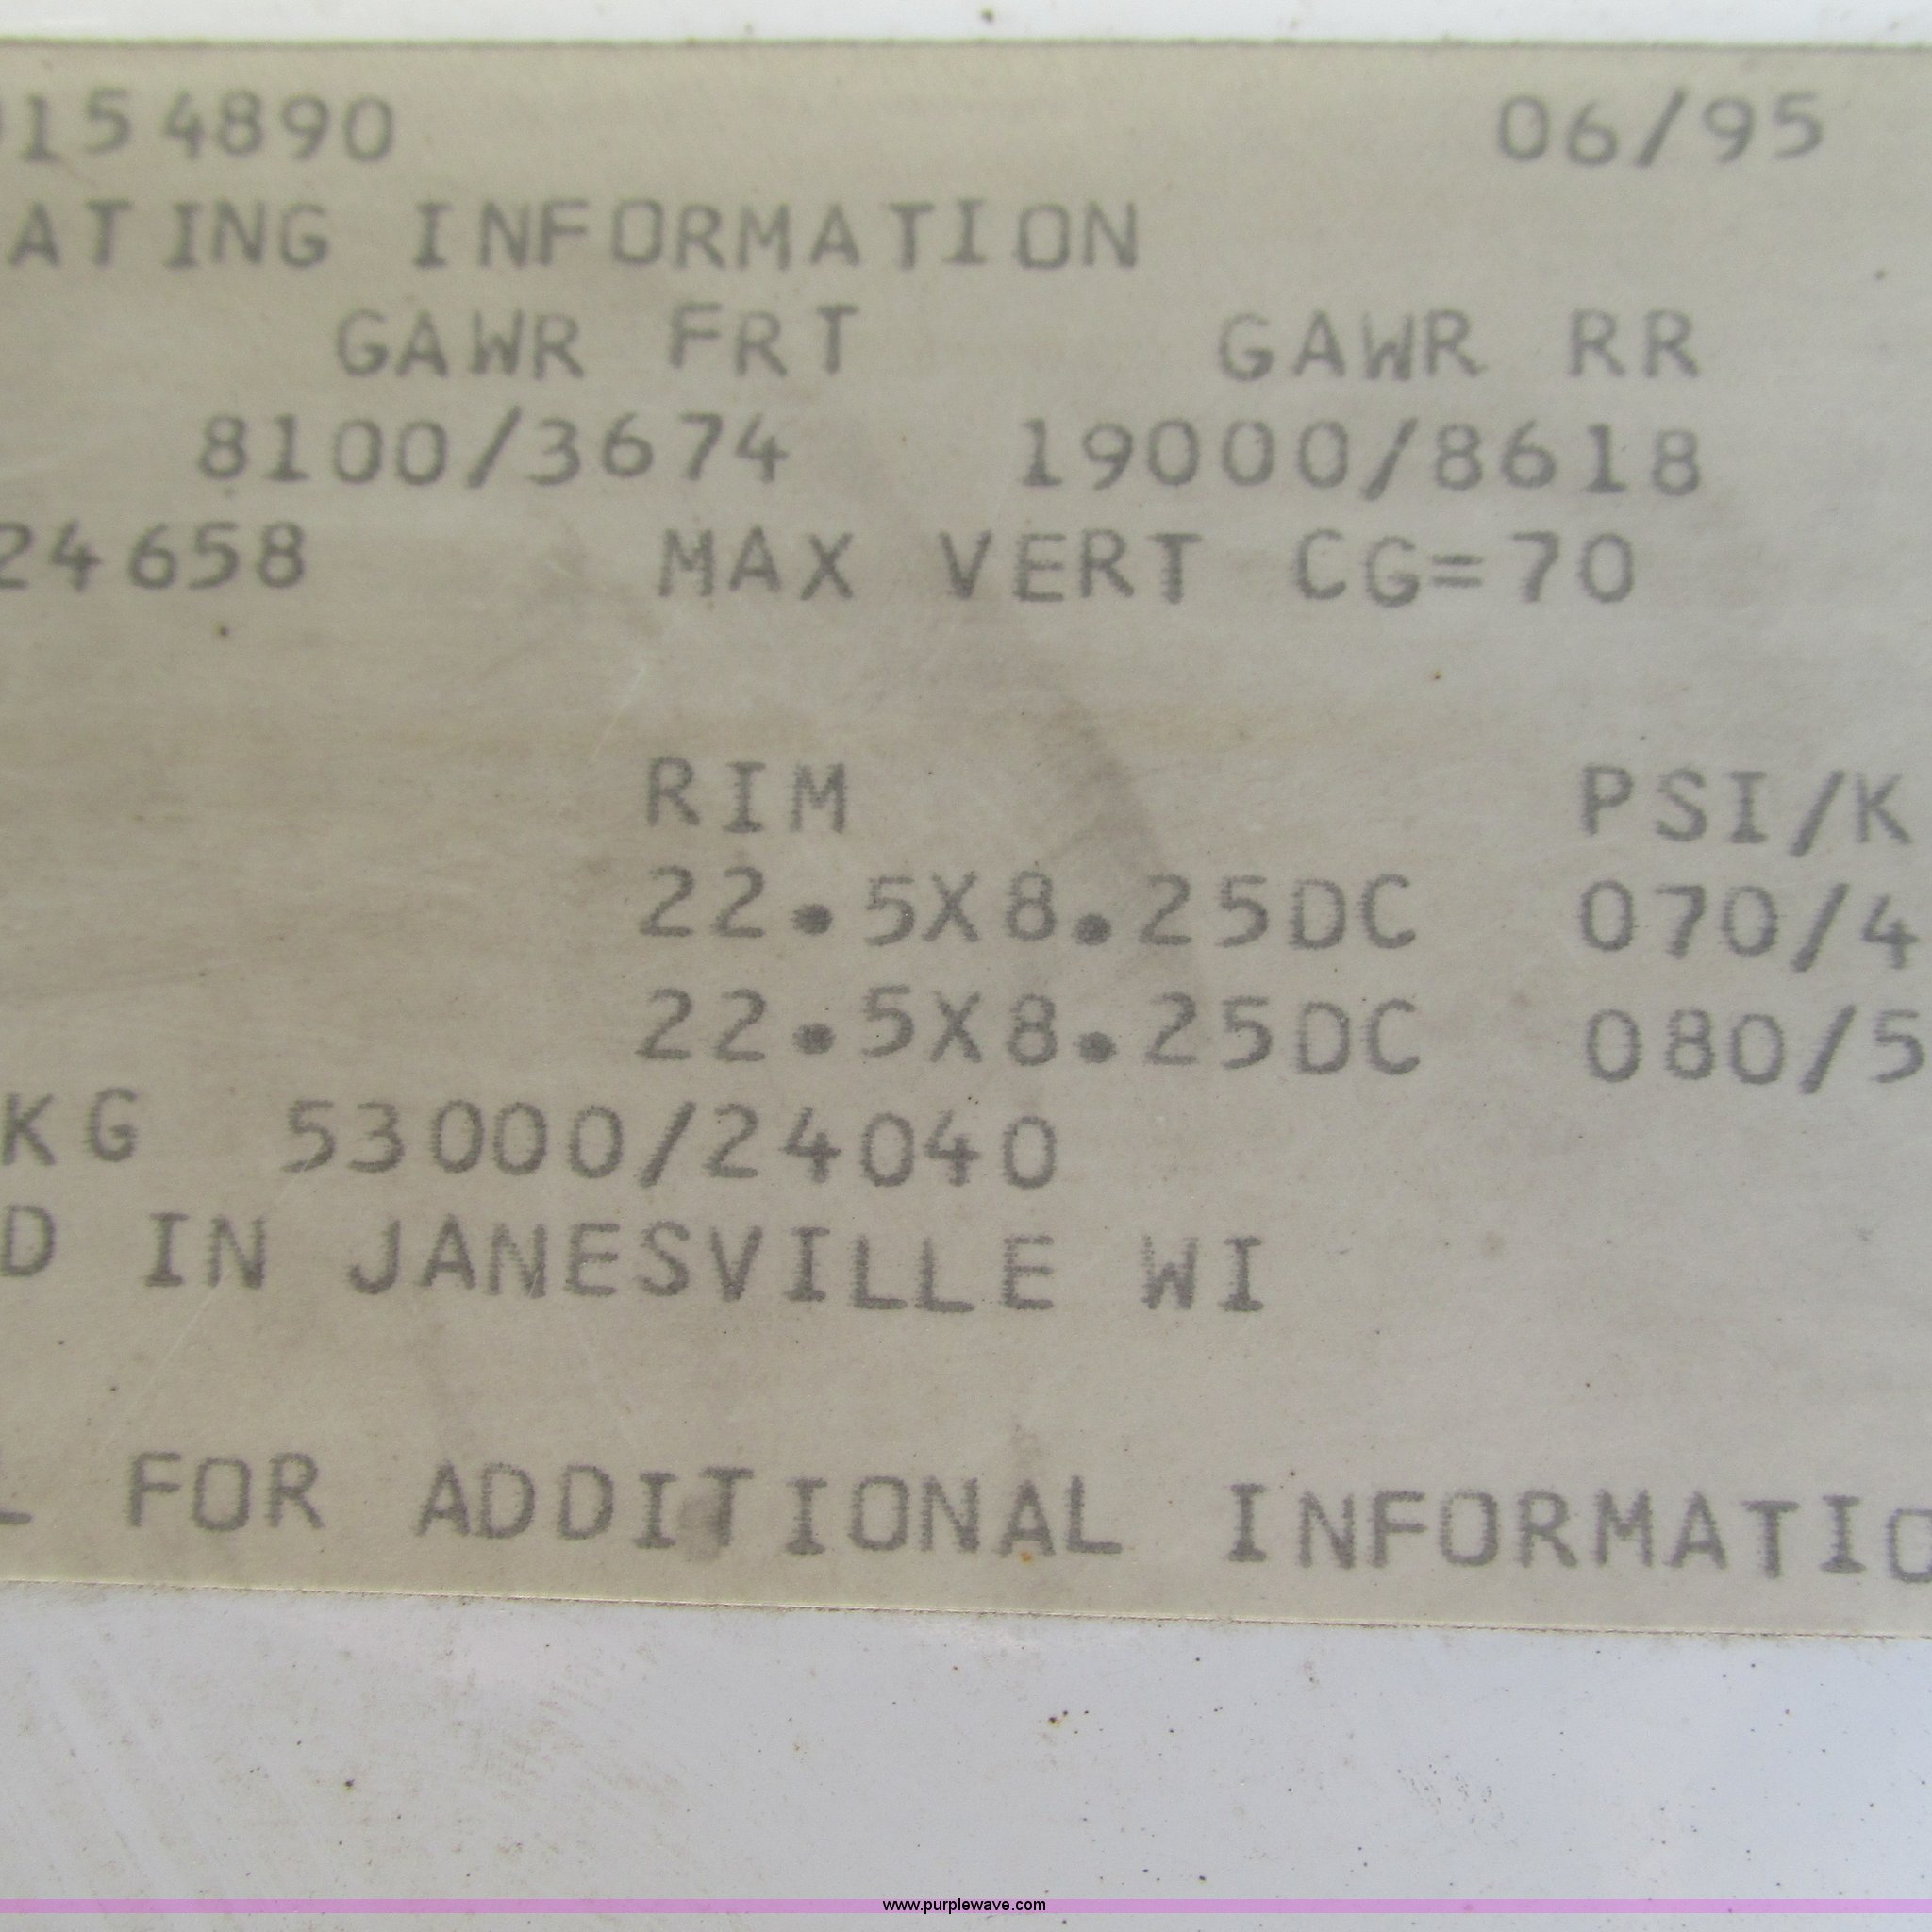 0154890 06/95
ATING INFORMATION
GAWR FRT GAWR RR
8100/3674 19000/8618
24658 MAX VERT CG=70
RIM PSI/K
22.5X8.25DC 070/4
22.5X8.25DC 080/5
KG 53000/24040
D IN JANESVILLE WI
L FOR ADDITIONAL INFORMATIO
www.purplewave.com